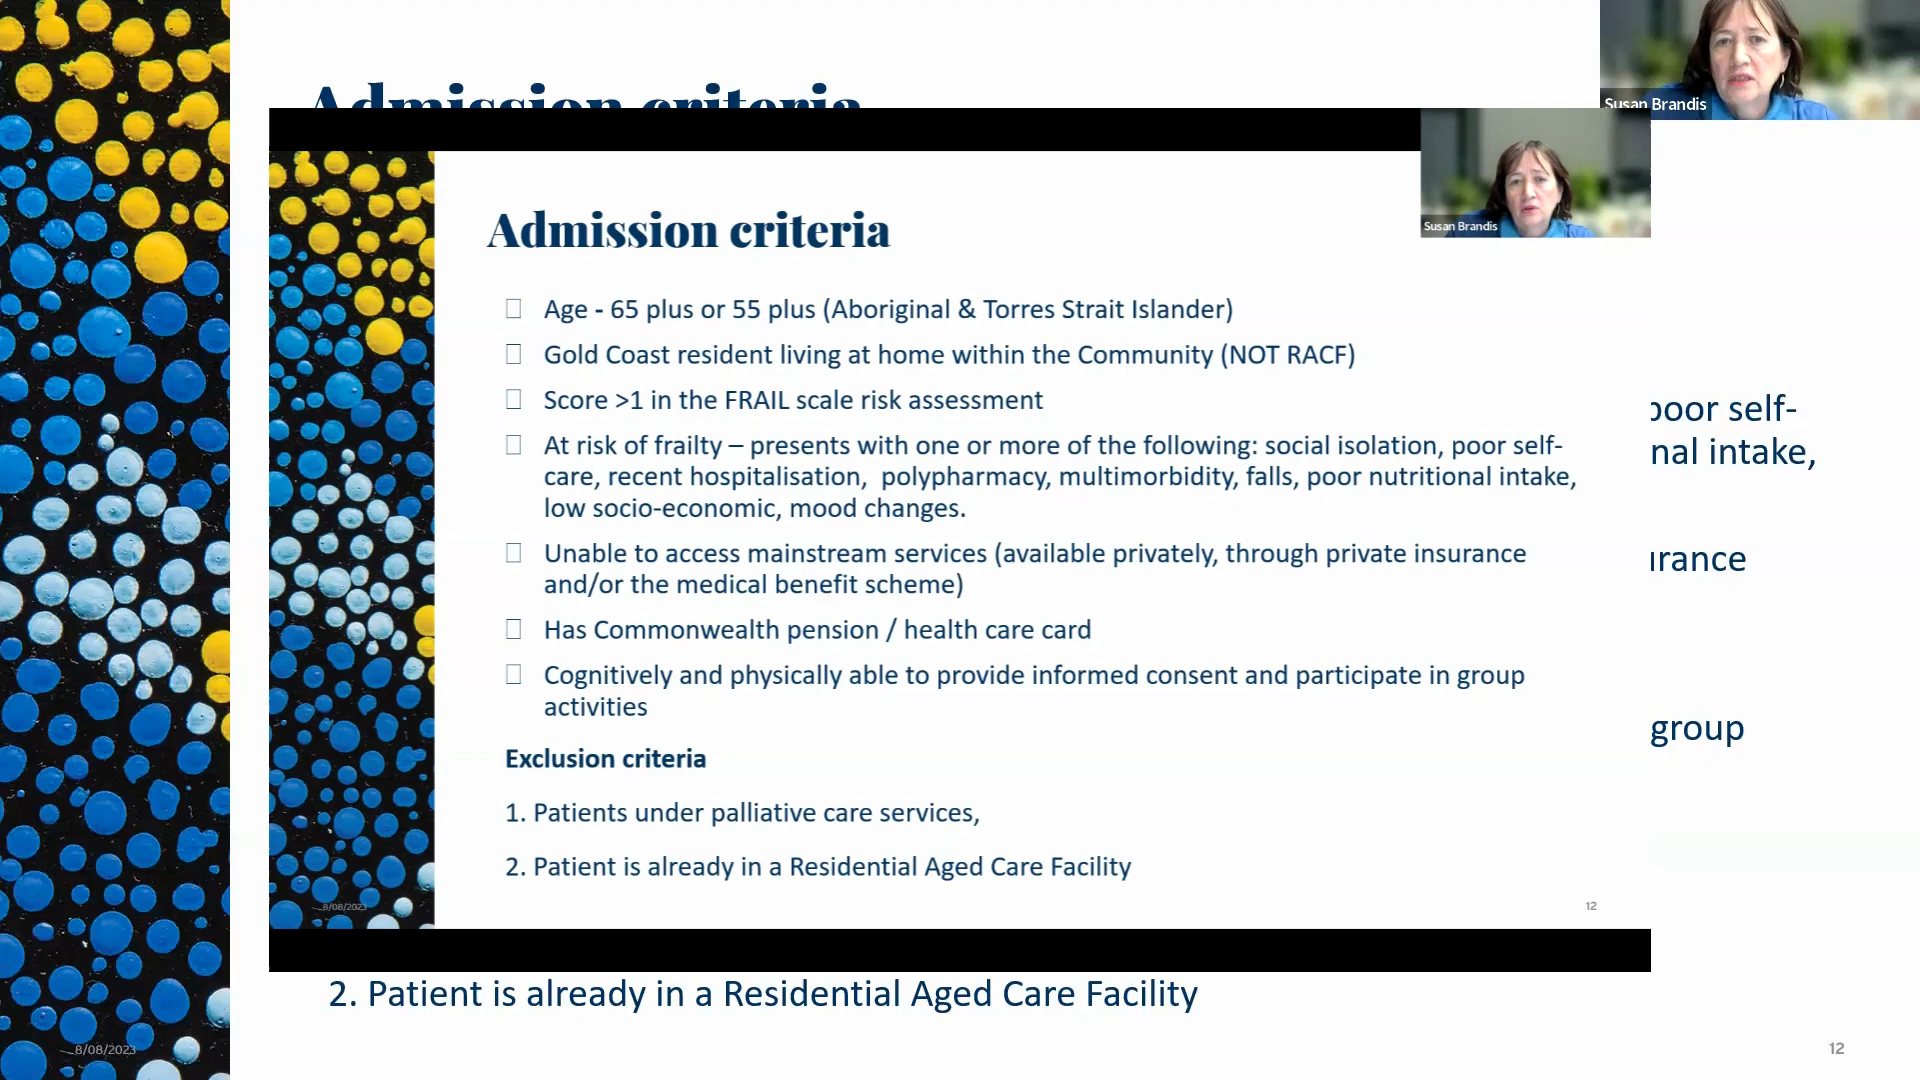 Admission criteria
Susan Brandis
Susan Brandis
Admission criteria
Age - 65 plus or 55 plus (Aboriginal & Torres Strait Islander)
Gold Coast resident living at home within the Community (NOT RACF)
Score >1 in the FRAIL scale risk assessment
At risk of frailty – presents with one or more of the following: social isolation, poor self-
care, recent hospitalisation, polypharmacy, multimorbidity, falls, poor nutritional intake,
low socio-economic, mood changes.
Unable to access mainstream services (available privately, through private insurance
and/or the medical benefit scheme)
Has Commonwealth pension / health care card
Cognitively and physically able to provide informed consent and participate in group
activities
Exclusion criteria
1. Patients under palliative care services,
2. Patient is already in a Residential Aged Care Facility
8/08/2023
12
poor self-
nal intake,
urance
group
2. Patient is already in a Residential Aged Care Facility
8/08/2023
12